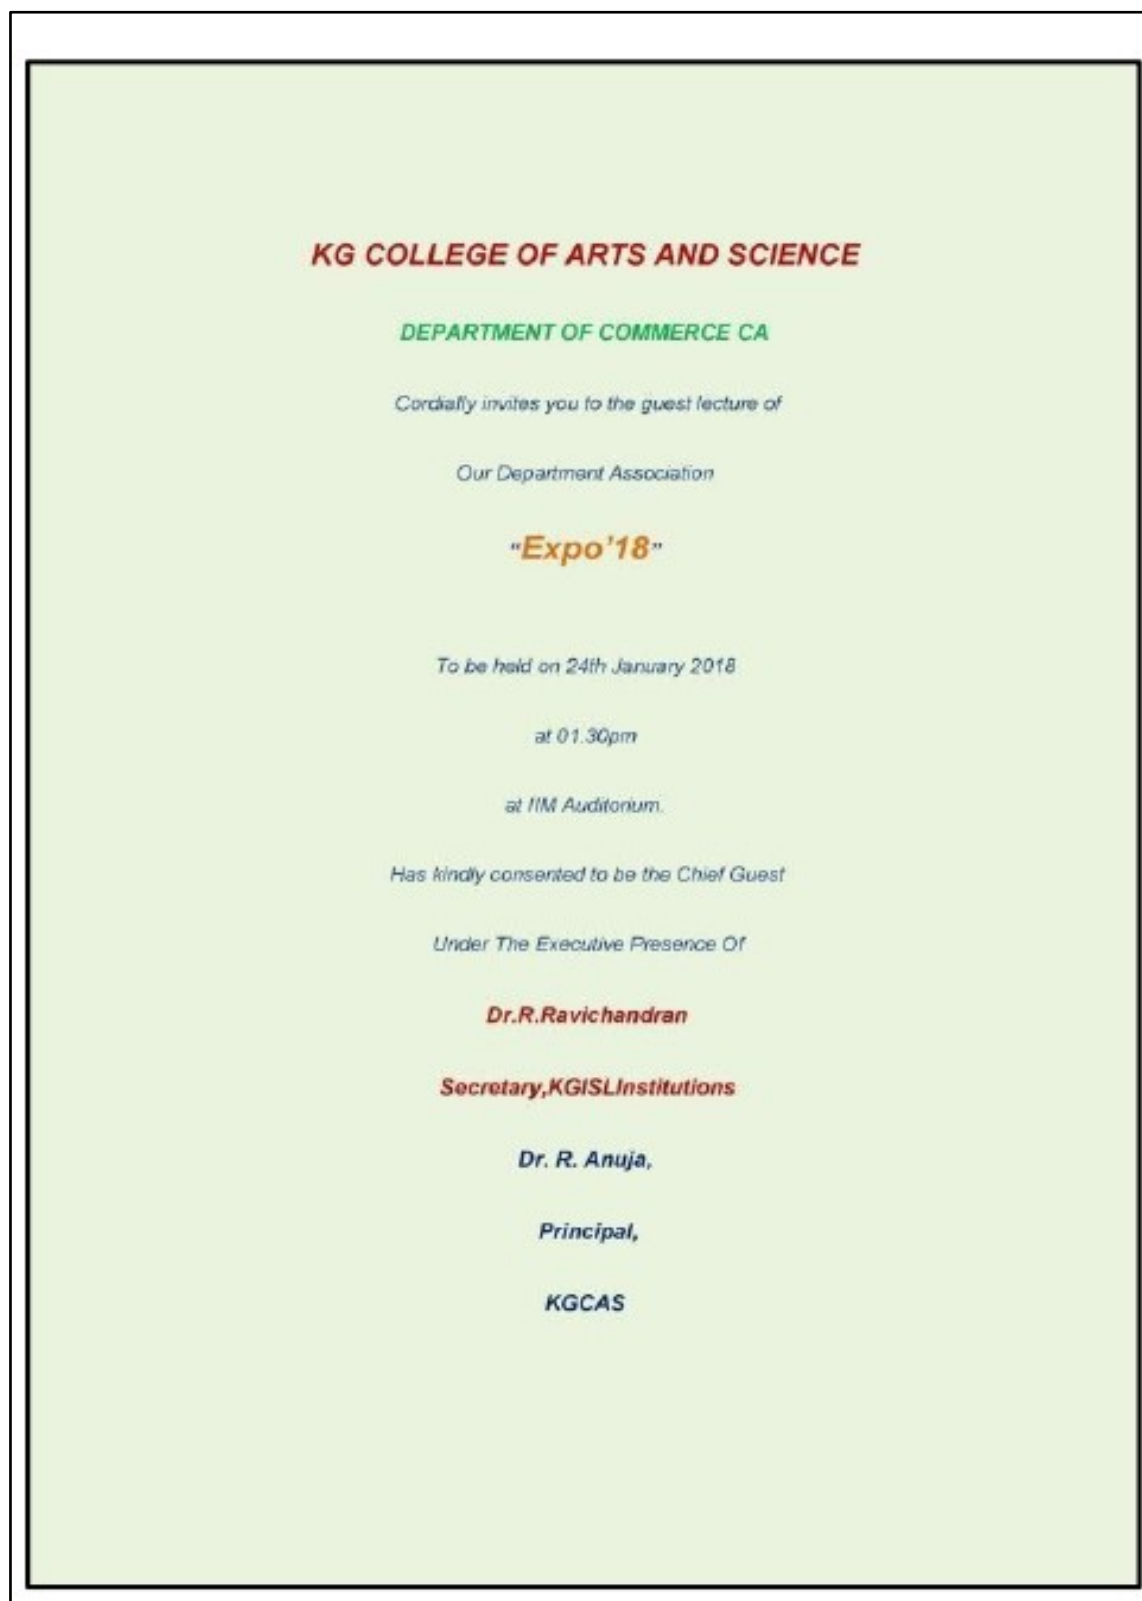 KG COLLEGE OF ARTS AND SCIENCE
DEPARTMENT OF COMMERCE CA
Cordially invites you to the guest lecture of
Our Department Association
“Expo’18”
To be held on 24th January 2018
at 01.30pm
at IIM Auditorium.
Has kindly consented to be the Chief Guest
Under The Executive Presence Of
Dr.R.Ravichandran
Secretary,KGISLInstitutions
Dr. R. Anuja,
Principal,
KGCAS